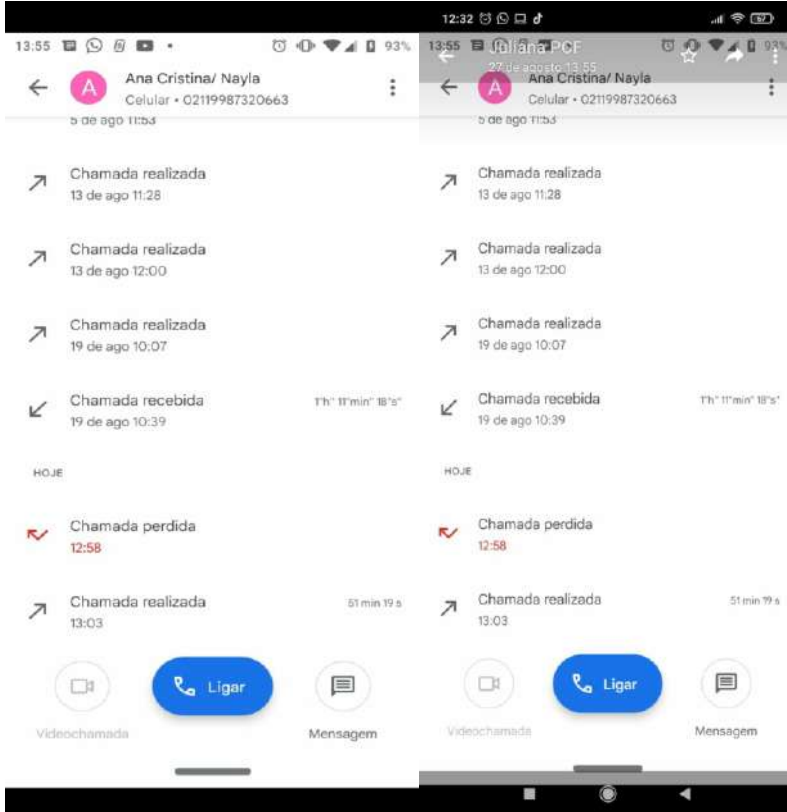 13:55
93%
Ana Cristina/ Nayla
Celular • 02119987320663
5 de ago 11:53
Chamada realizada
13 de ago 11:28
Chamada realizada
13 de ago 12:00
Chamada realizada
19 de ago 10:07
Chamada recebida
1"h" 11"min" 18"s"
19 de ago 10:39
HOJE
Chamada perdida
12:58
Chamada realizada
51 min 19 s
13:03
Ligar
Videochamada
Mensagem
12:32
57
13:55
93%
Juliana PCF
27 de agosto 13:55
Ana Cristina/ Nayla
Celular • 02119987320663
5 de ago 11:53
Chamada realizada
13 de ago 11:28
Chamada realizada
13 de ago 12:00
Chamada realizada
19 de ago 10:07
Chamada recebida
1"h" 11"min" 18"s"
19 de ago 10:39
HOJE
Chamada perdida
12:58
Chamada realizada
51 min 19 s
13:03
Ligar
Videochamada
Mensagem